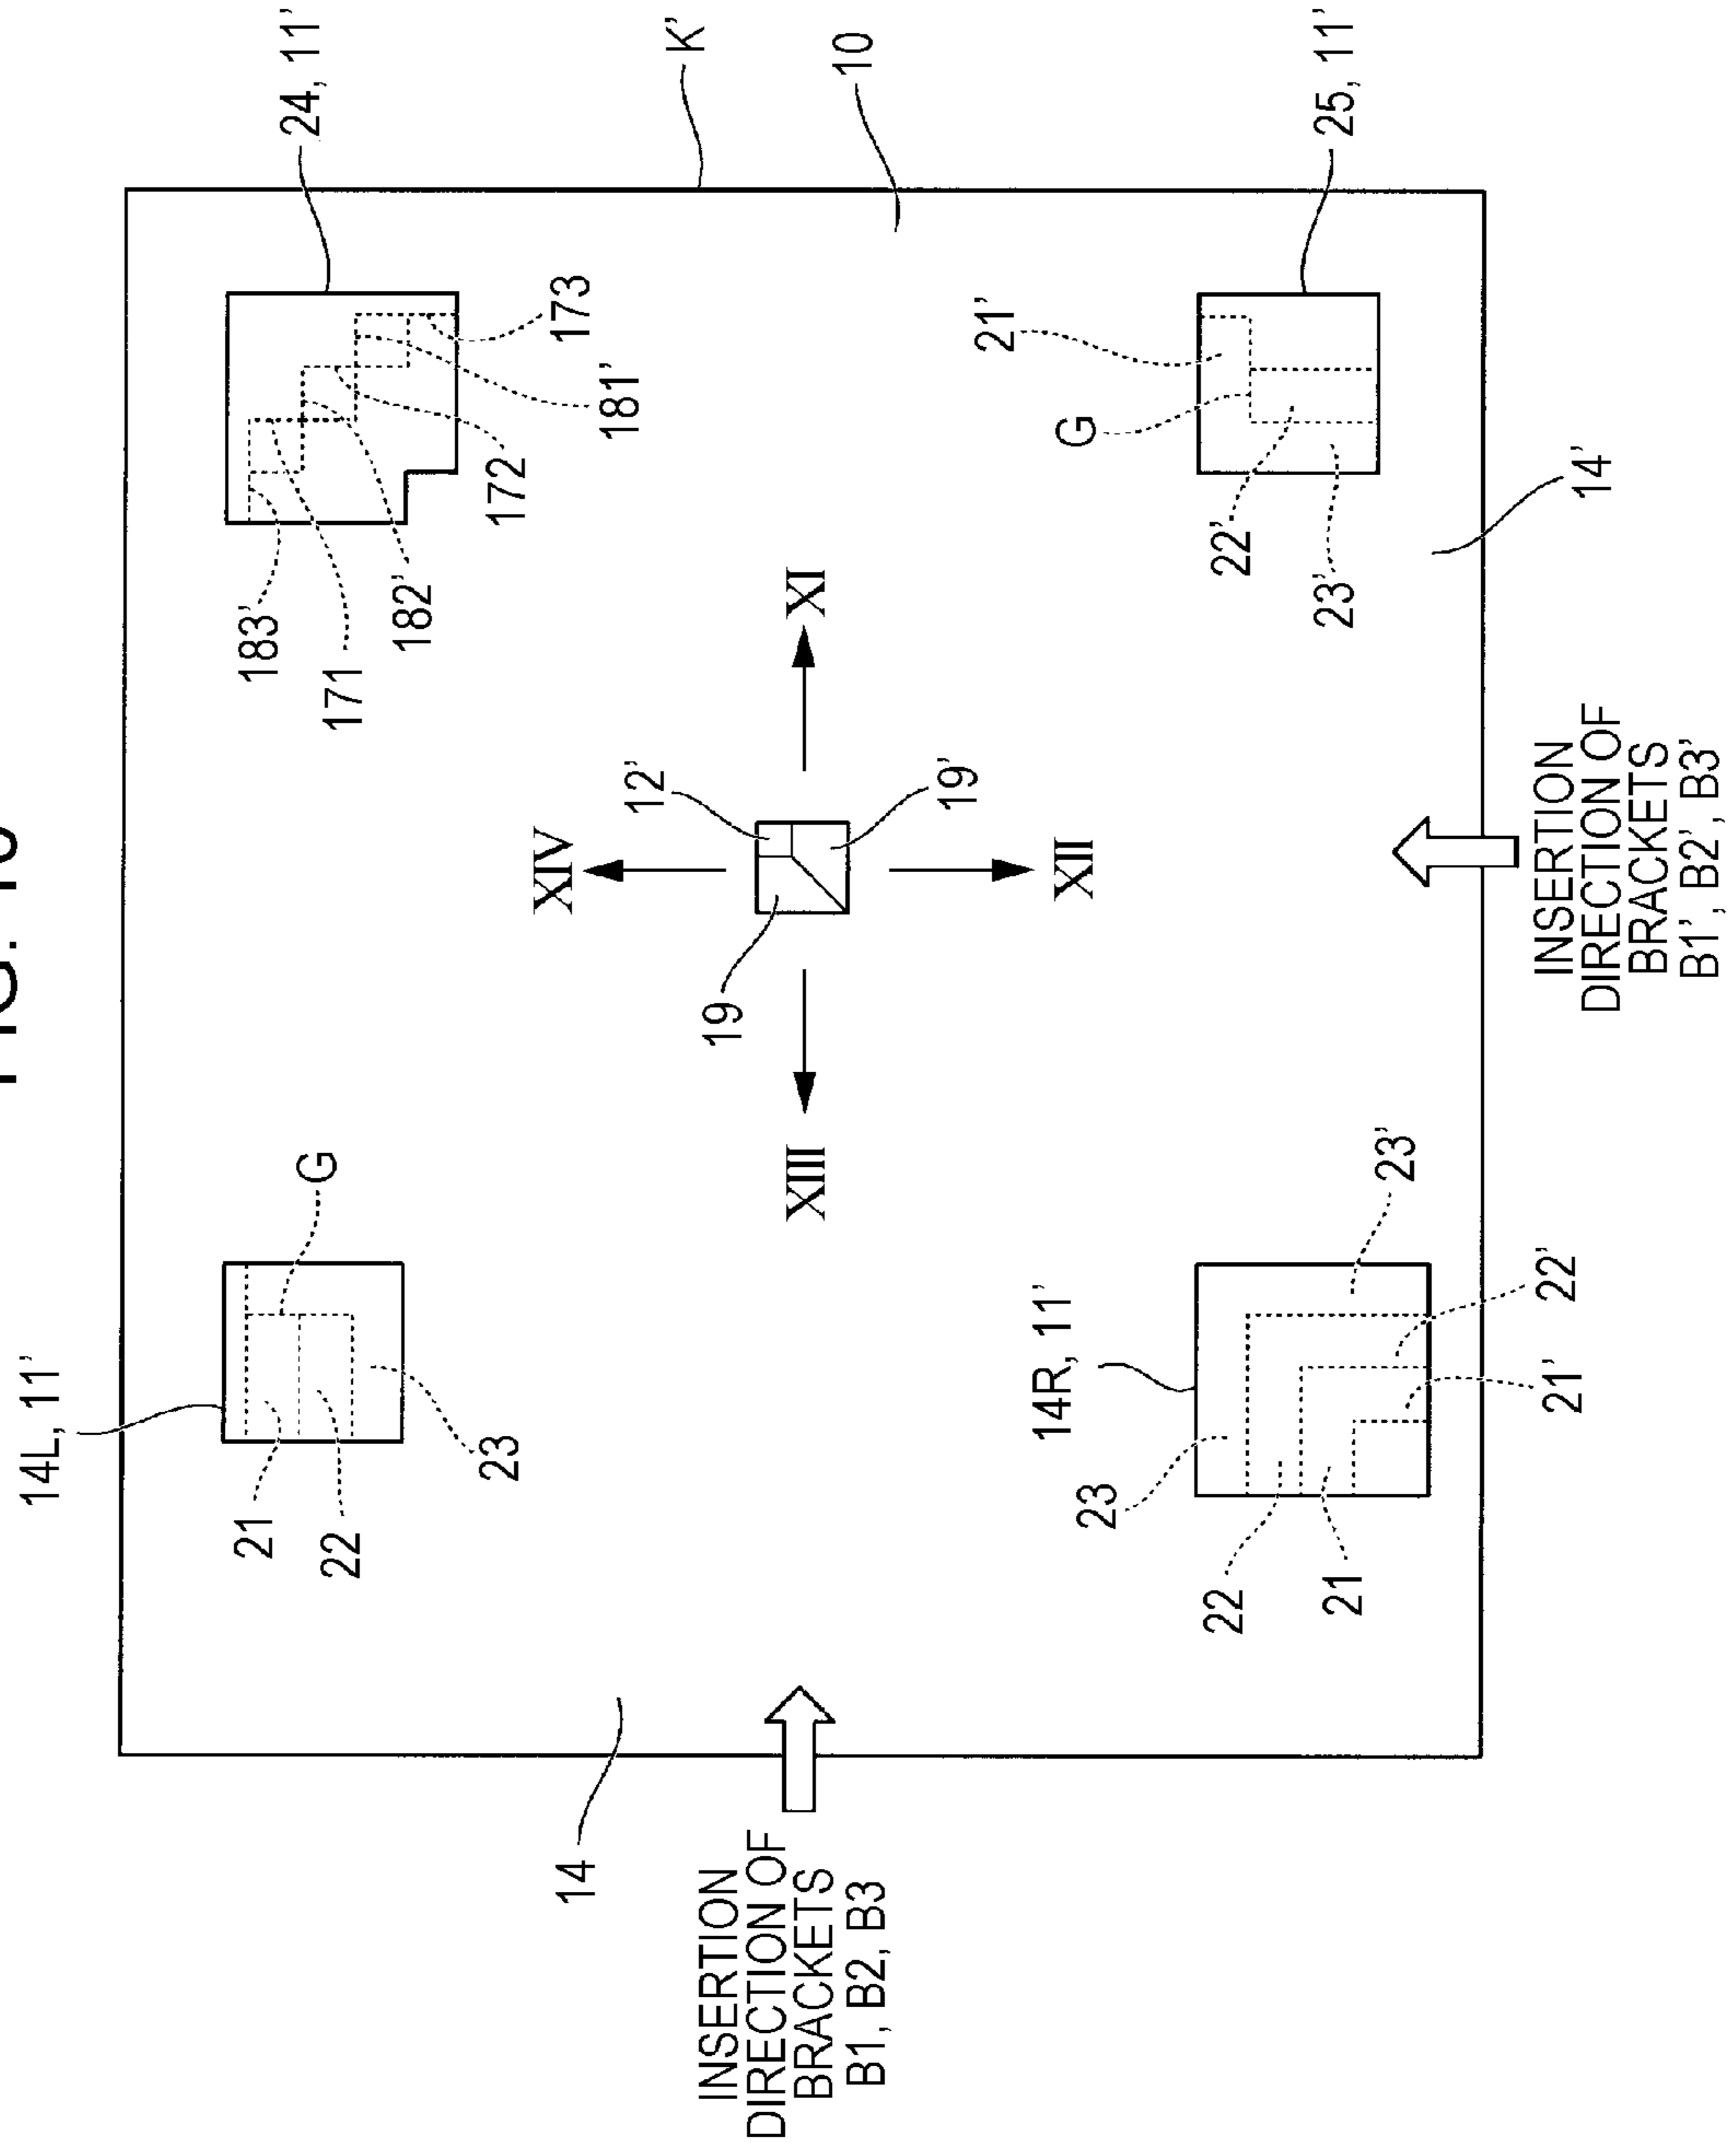 FIG. 10
14L, 11'
21
22
23
G
183'
171
182'
172
181'
173
24, 11'
K'
10
14
XIV
12'
19
19'
XIII
XI
XII
INSERTION
DIRECTION OF
BRACKETS
B1, B2, B3
14R, 11'
23
22
21
23'
22'
21'
G
21'
22'
23'
25, 11'
14'
INSERTION
DIRECTION OF
BRACKETS
B1', B2', B3'